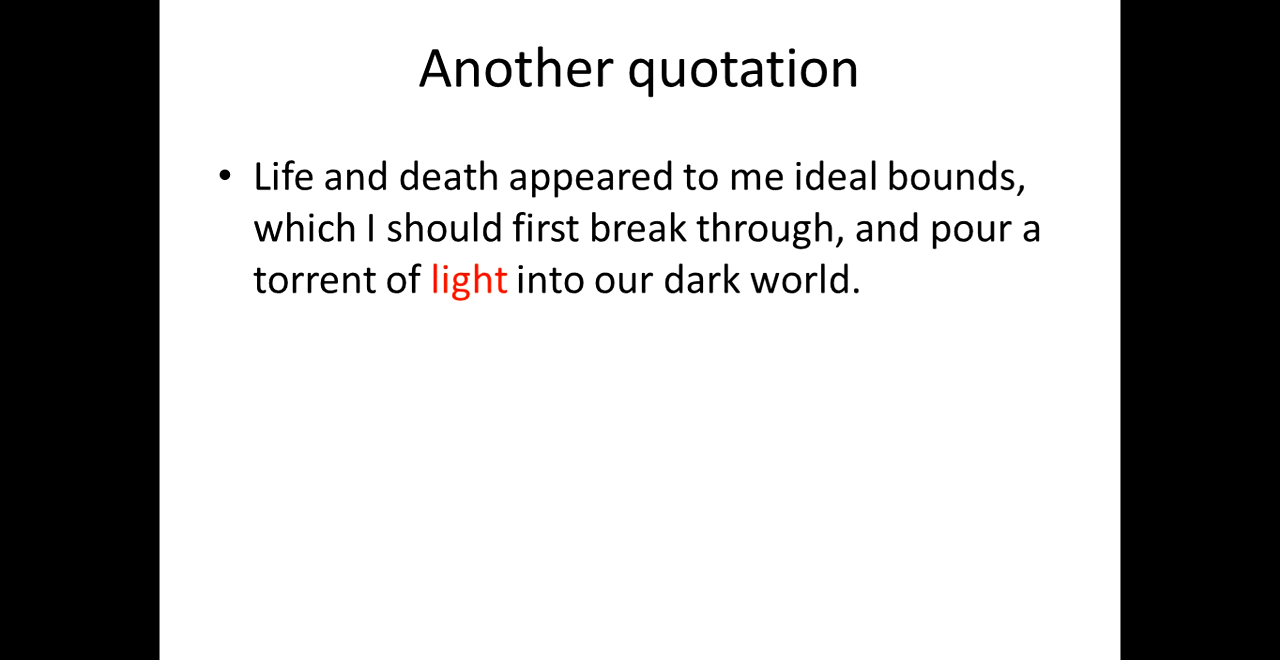 Another quotation
• Life and death appeared to me ideal bounds,
which I should first break through, and pour a
torrent of light into our dark world.